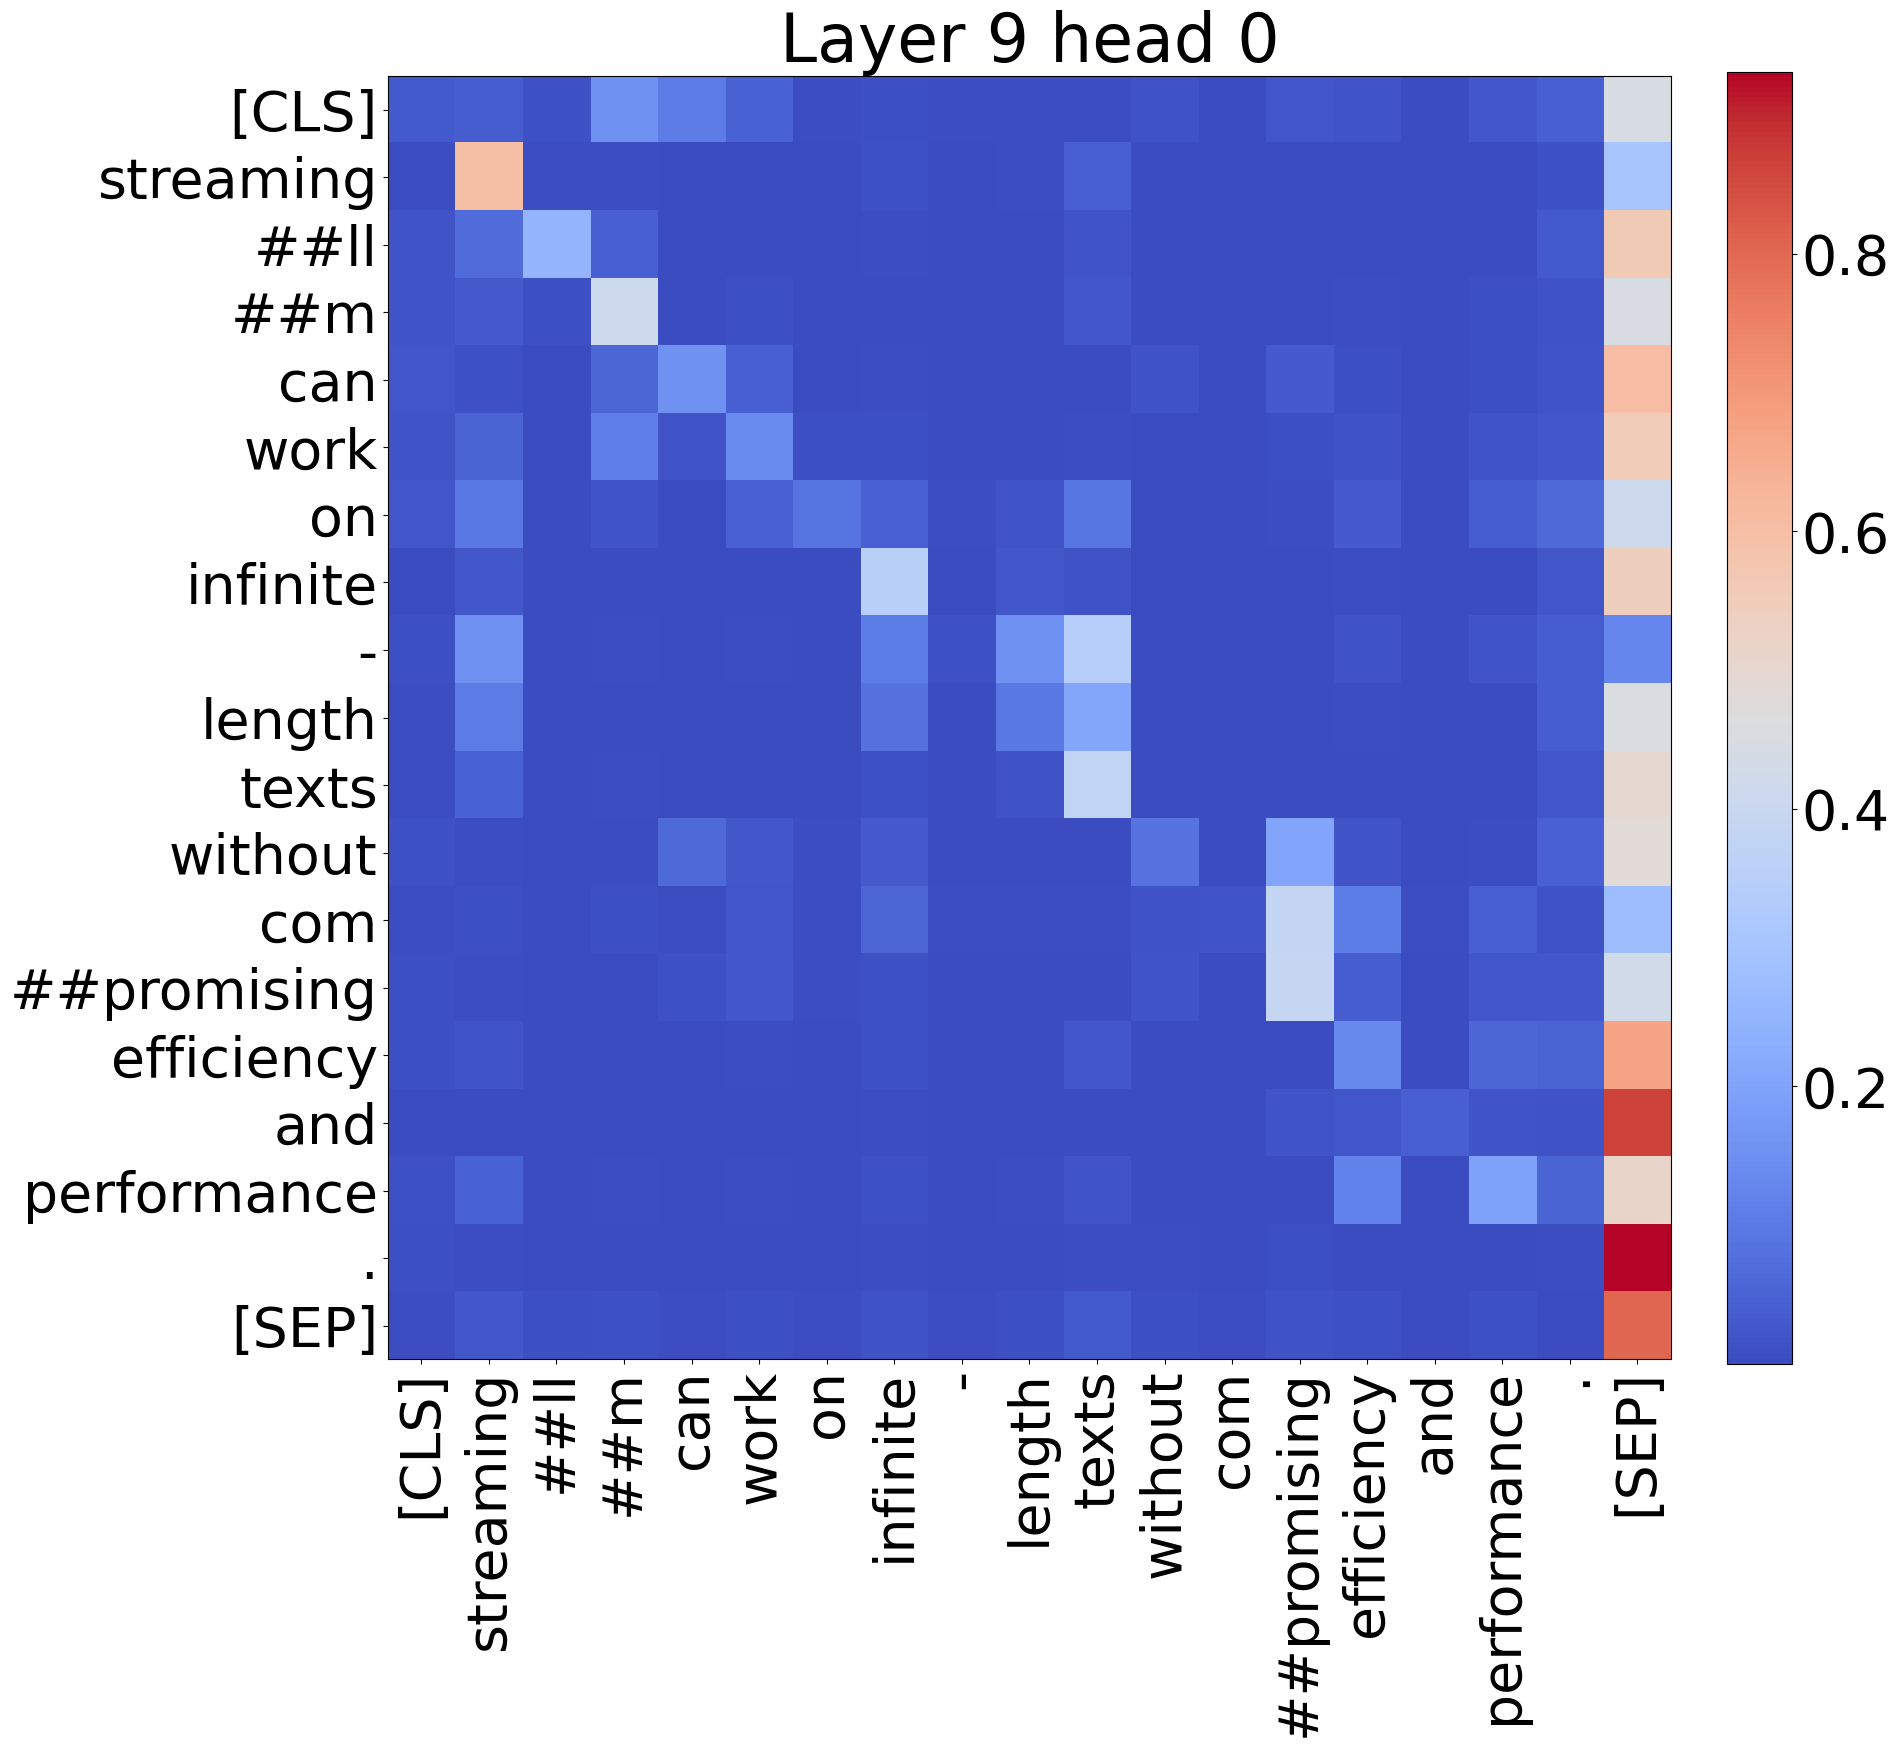 Layer 9 head 0
[CLS]
streaming
##ll
##m
can
work
on
infinite
-
length
texts
without
com
##promising
efficiency
and
performance
.
[SEP]
[CLS]
streaming
##ll
##m
can
work
on
infinite
-
length
texts
without
com
##promising
efficiency
and
performance
.
[SEP]
0.8
0.6
0.4
0.2